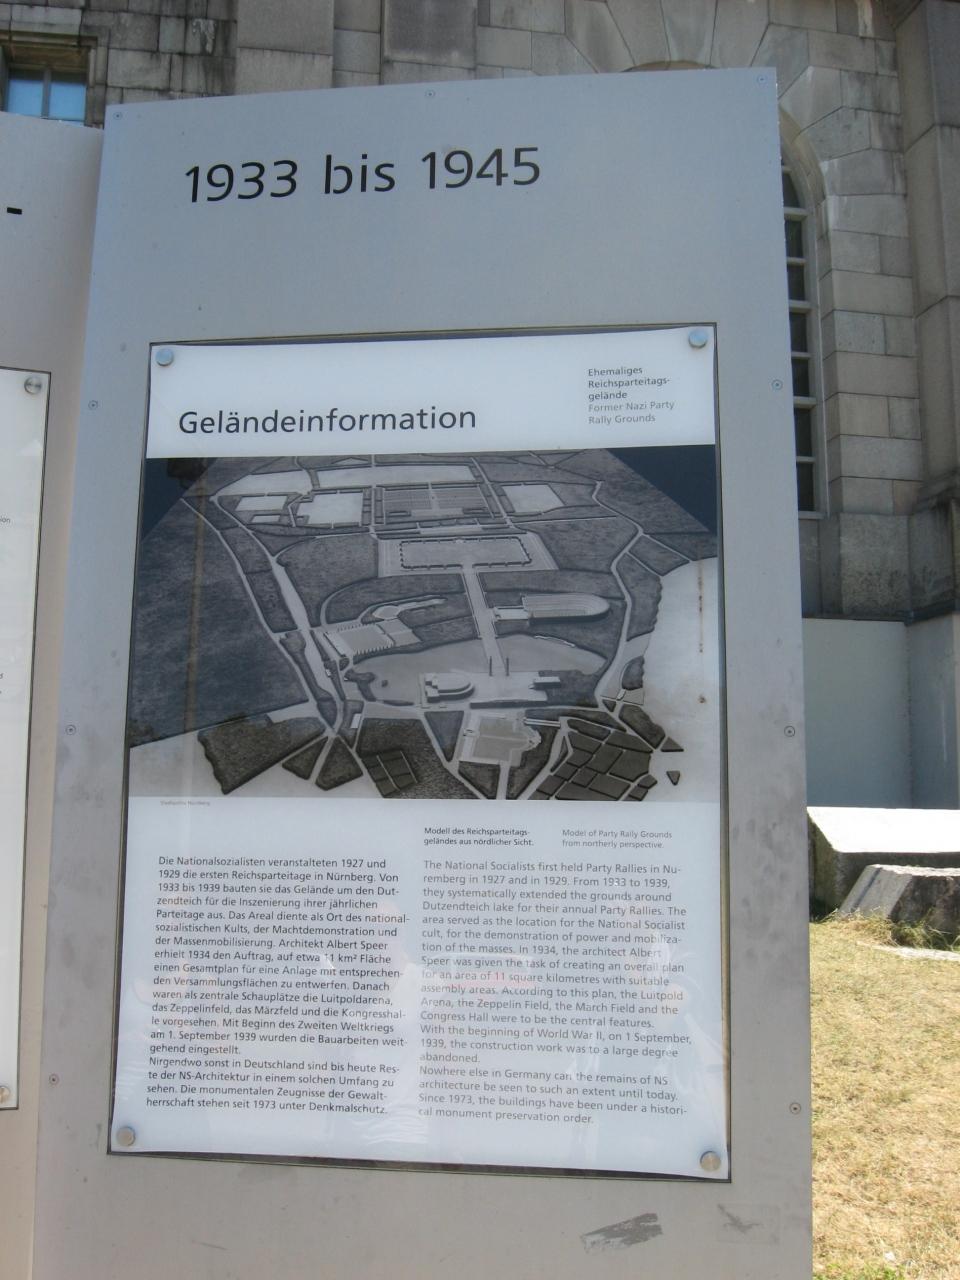 1933 bis 1945
-
Geländeinformation
Ehemaliges
Reichsparteitags-
gelände
Former Nazi Party
Rally Grounds
Modell des Reichsparteitags-
geländes aus nördlicher Sicht.
Model of Party Rally Grounds
from northerly perspective.
Die Nationalsozialisten veranstalteten 1927 und
1929 die ersten Reichsparteitage in Nürnberg. Von
1933 bis 1939 bauten sie das Gelände um den Dut-
zendteich für die Inszenierung ihrer jährlichen
Parteitage aus. Das Areal diente als Ort des national-
sozialistischen Kults, der Machtdemonstration und
der Massenmobilisierung. Architekt Albert Speer
erhielt 1934 den Auftrag, auf etwa 11 km² Fläche
einen Gesamtplan für eine Anlage mit entsprechen-
den Versammlungsflächen zu entwerfen. Danach
waren als zentrale Schauplätze die Luitpoldarena,
das Zeppelinfeld, das Märzfeld und die Kongresshal-
le vorgesehen. Mit Beginn des Zweiten Weltkriegs
am 1. September 1939 wurden die Bauarbeiten weit-
gehend eingestellt.
Nirgendwo sonst in Deutschland sind bis heute Res-
te der NS-Architektur in einem solchen Umfang zu
sehen. Die monumentalen Zeugnisse der Gewalt-
herrschaft stehen seit 1973 unter Denkmalschutz.
The National Socialists first held Party Rallies in Nu-
remberg in 1927 and in 1929. From 1933 to 1939,
they systematically extended the grounds around
Dutzendteich lake for their annual Party Rallies. The
area served as the location for the National Socialist
cult, for the demonstration of power and mobiliza-
tion of the masses. In 1934, the architect Albert
Speer was given the task of creating an overall plan
for an area of 11 square kilometres with suitable
assembly areas. According to this plan, the Luitpold
Arena, the Zeppelin Field, the March Field and the
Congress Hall were to be the central features.
With the beginning of World War II, on 1 September,
1939, the construction work was to a large degree
abandoned.
Nowhere else in Germany can the remains of NS
architecture be seen to such an extent until today.
Since 1973, the buildings have been under a histori-
cal monument preservation order.